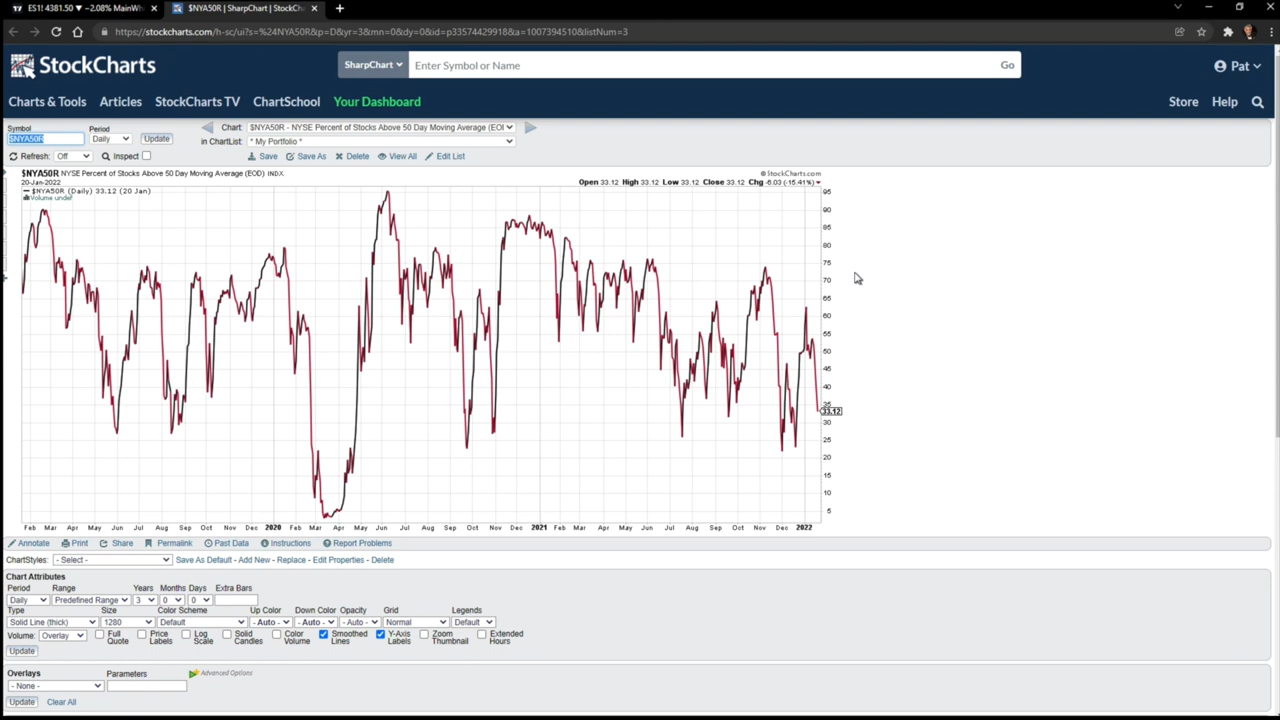 ES1! 4381.50 ▼ −2.08% MainWh
$NYA50R | SharpChart | StockCh
https://stockcharts.com/h-sc/ui?s=%24NYA50R&p=D&yr=3&mn=0&dy=0&id=p33574429918&a=1007394510&listNum=3
StockCharts
SharpChart
Enter Symbol or Name
Go
Pat
Charts & Tools Articles StockCharts TV ChartSchool Your Dashboard Store Help
Symbol Period
$NYA50R Daily Update
Chart: $NYA50R - NYSE Percent of Stocks Above 50 Day Moving Average (EOI
in ChartList: * My Portfolio *
Refresh: Off Inspect Save Save As Delete View All Edit List
$NYA50R NYSE Percent of Stocks Above 50 Day Moving Average (EOD) INDX
© StockCharts.com
20-Jan-2022
Open 33.12 High 33.12 Low 33.12 Close 33.12 Chg -6.03 (-15.41%)
$NYA50R (Daily) 33.12 (20 Jan)
Volume undef
95
90
85
80
75
70
65
60
55
50
45
40
35
33.12
30
25
20
15
10
5
Feb Mar Apr May Jun Jul Aug Sep Oct Nov Dec 2020 Feb Mar Apr May Jun Jul Aug Sep Oct Nov Dec 2021 Feb Mar Apr May Jun Jul Aug Sep Oct Nov Dec 2022
Annotate Print Share Permalink Past Data Instructions Report Problems
ChartStyles: - Select - Save As Default - Add New - Replace - Edit Properties - Delete
Chart Attributes
Period Range Years Months Days Extra Bars
Daily Predefined Range 3 0 0
Type Size Color Scheme Up Color Down Color Opacity Grid Legends
Solid Line (thick) 1280 Default - Auto - - Auto - - Auto - Normal Default
Volume: Overlay Full Quote Price Labels Log Scale Solid Candles Color Volume Smoothed Lines Y-Axis Labels Zoom Thumbnail Extended Hours
Update
Overlays Parameters Advanced Options
- None -
Update Clear All